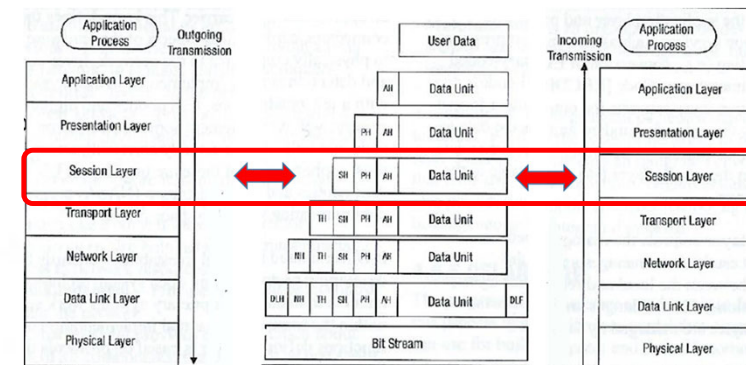 Application
Process
Outgoing
Transmission
User Data
Incoming
Transmission
Application
Process
Application Layer
AH Data Unit
Application Layer
Presentation Layer
PH AH Data Unit
Presentation Layer
Session Layer
SH PH AH Data Unit
Session Layer
Transport Layer
TH SH PH AH Data Unit
Transport Layer
Network Layer
NH TH SH PH AH Data Unit
Network Layer
Data Link Layer
DLH NH TH SH PH AH Data Unit DLF
Data Link Layer
Physical Layer
Bit Stream
Physical Layer